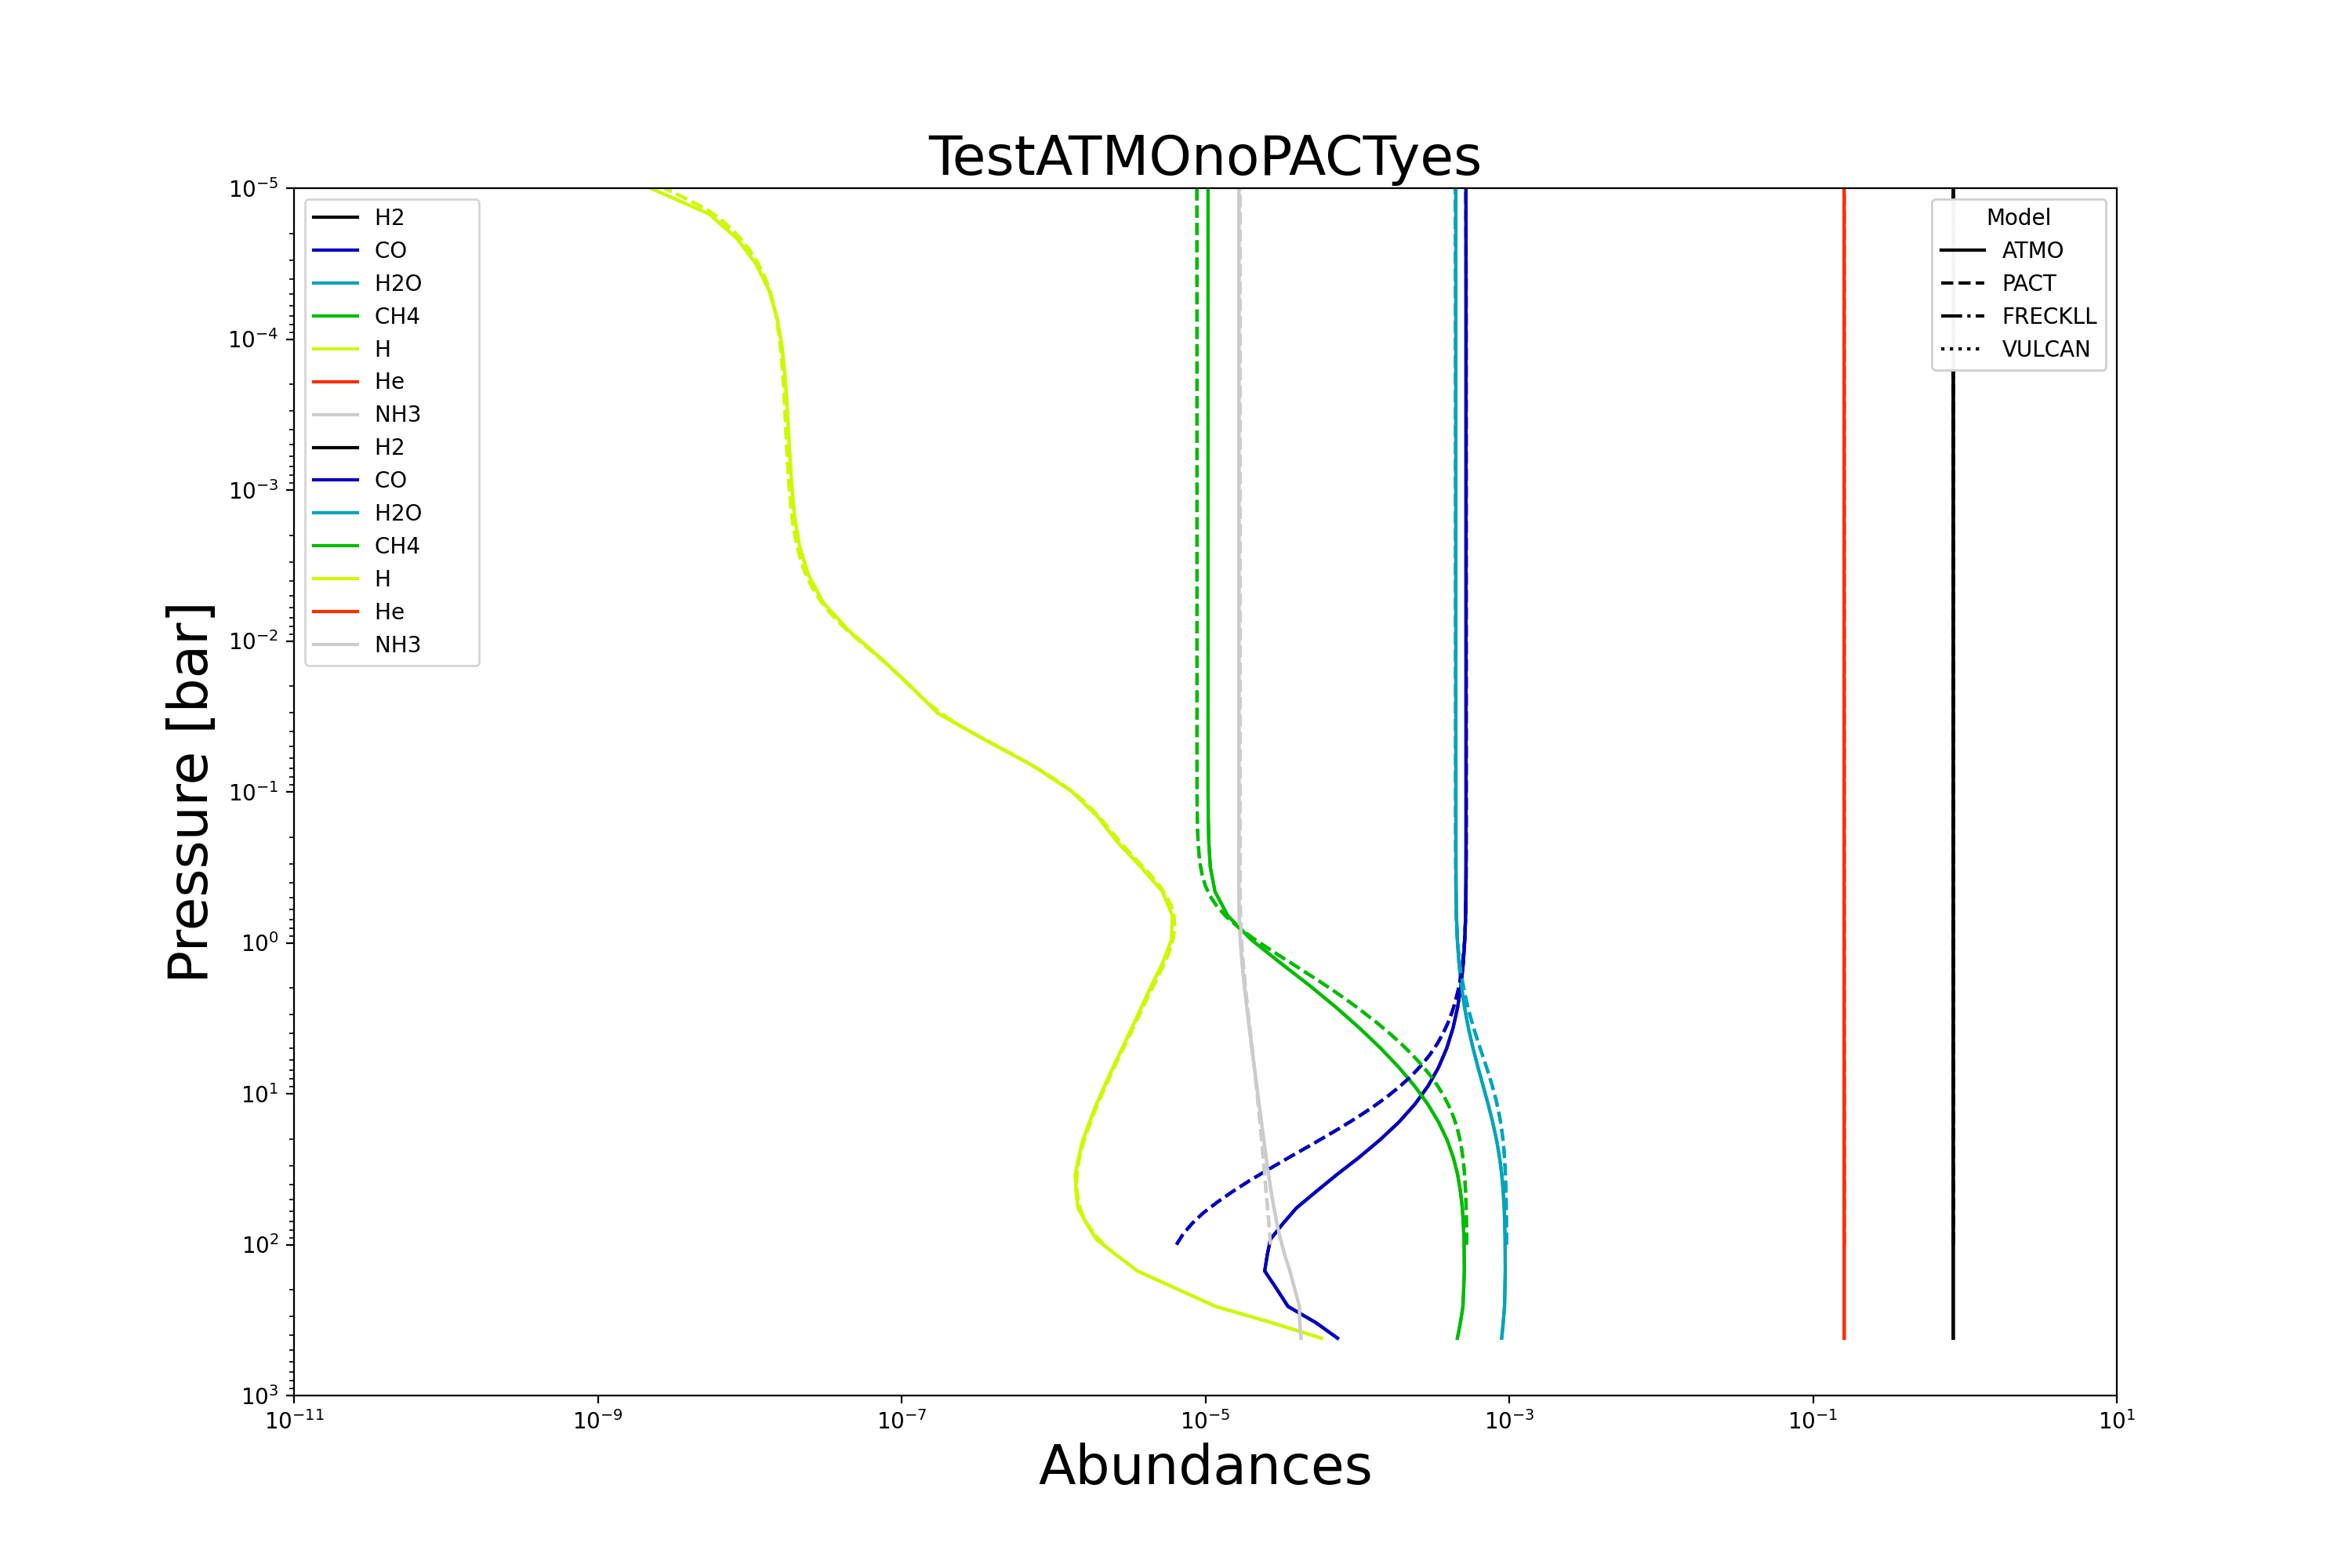 TestATMOnoPACTyes
10⁻⁵
10⁻⁴
10⁻³
10⁻²
10⁻¹
10⁰
10¹
10²
10³
Pressure [bar]
H2
CO
H2O
CH4
H
He
NH3
H2
CO
H2O
CH4
H
He
NH3
Model
ATMO
PACT
FRECKLL
VULCAN
10⁻¹¹
10⁻⁹
10⁻⁷
10⁻⁵
10⁻³
10⁻¹
10¹
Abundances